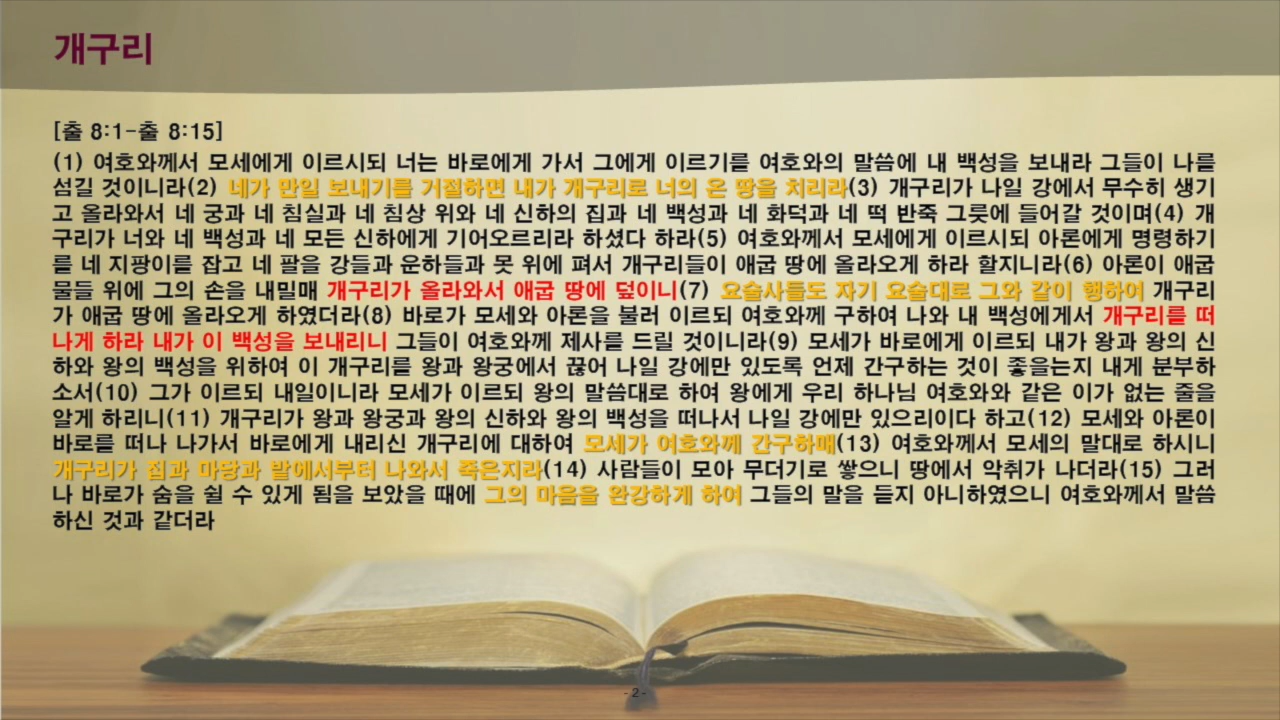 개구리
[출 8:1-출 8:15]
(1) 여호와께서 모세에게 이르시되 너는 바로에게 가서 그에게 이르기를 여호와의 말씀에 내 백성을 보내라 그들이 나를
섬길 것이니라(2) 네가 만일 보내기를 거절하면 내가 개구리로 너의 온 땅을 치리라(3) 개구리가 나일 강에서 무수히 생기
고 올라와서 네 궁과 네 침실과 네 침상 위와 네 신하의 집과 네 백성과 네 화덕과 네 떡 반죽 그릇에 들어갈 것이며(4) 개
구리가 너와 네 백성과 네 모든 신하에게 기어오르리라 하셨다 하라(5) 여호와께서 모세에게 이르시되 아론에게 명령하기
를 네 지팡이를 잡고 네 팔을 강들과 운하들과 못 위에 펴서 개구리들이 애굽 땅에 올라오게 하라 할지니라(6) 아론이 애굽
물들 위에 그의 손을 내밀매 개구리가 올라와서 애굽 땅에 덮이니(7) 요술사들도 자기 요술대로 그와 같이 행하여 개구리
가 애굽 땅에 올라오게 하였더라(8) 바로가 모세와 아론을 불러 이르되 여호와께 구하여 나와 내 백성에게서 개구리를 떠
나게 하라 내가 이 백성을 보내리니 그들이 여호와께 제사를 드릴 것이니라(9) 모세가 바로에게 이르되 내가 왕과 왕의 신
하와 왕의 백성을 위하여 이 개구리를 왕과 왕궁에서 끊어 나일 강에만 있도록 언제 간구하는 것이 좋을는지 내게 분부하
소서(10) 그가 이르되 내일이니라 모세가 이르되 왕의 말씀대로 하여 왕에게 우리 하나님 여호와와 같은 이가 없는 줄을
알게 하리니(11) 개구리가 왕과 왕궁과 왕의 신하와 왕의 백성을 떠나서 나일 강에만 있으리이다 하고(12) 모세와 아론이
바로를 떠나 나가서 바로에게 내리신 개구리에 대하여 모세가 여호와께 간구하매(13) 여호와께서 모세의 말대로 하시니
개구리가 집과 마당과 밭에서부터 나와서 죽은지라(14) 사람들이 모아 무더기로 쌓으니 땅에서 악취가 나더라(15) 그러
나 바로가 숨을 쉴 수 있게 됨을 보았을 때에 그의 마음을 완강하게 하여 그들의 말을 듣지 아니하였으니 여호와께서 말씀
하신 것과 같더라
- 2 -